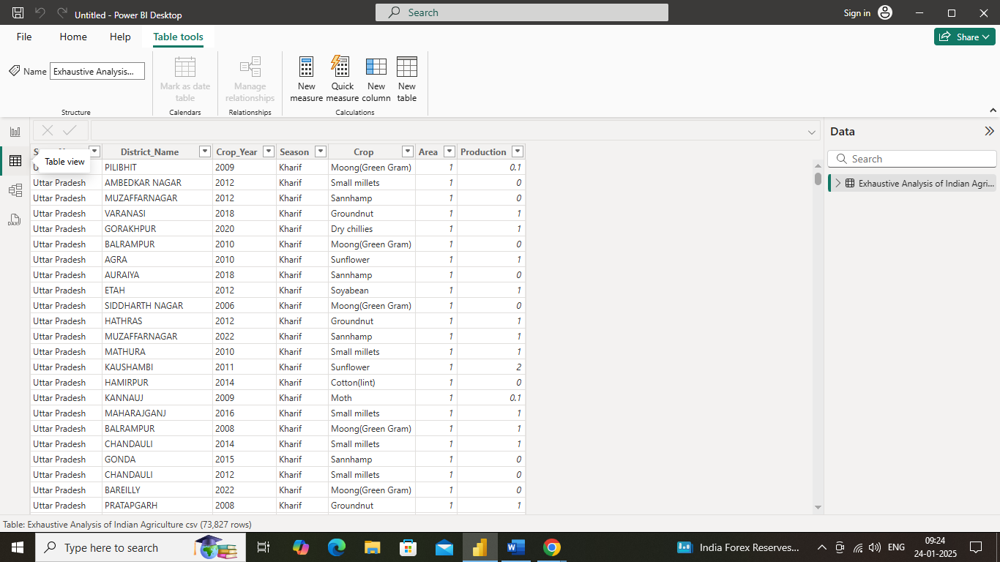 Untitled - Power BI Desktop
Search
Sign in
File Home Help Table tools
Share
Name Exhaustive Analysis...
Mark as date table
Manage relationships
New measure
Quick measure
New column
New table
Structure Calendars Relationships Calculations
Data
Search
Exhaustive Analysis of Indian Agri...
Table view
District_Name Crop_Year Season Crop Area Production
PILIBHIT 2009 Kharif Moong(Green Gram) 1 0.1
Uttar Pradesh AMBEDKAR NAGAR 2012 Kharif Small millets 1 0
Uttar Pradesh MUZAFFARNAGAR 2012 Kharif Sannhamp 1 0
Uttar Pradesh VARANASI 2018 Kharif Groundnut 1 1
Uttar Pradesh GORAKHPUR 2020 Kharif Dry chillies 1 1
Uttar Pradesh BALRAMPUR 2010 Kharif Moong(Green Gram) 1 0
Uttar Pradesh AGRA 2010 Kharif Sunflower 1 1
Uttar Pradesh AURAIYA 2018 Kharif Sannhamp 1 0
Uttar Pradesh ETAH 2012 Kharif Soyabean 1 1
Uttar Pradesh SIDDHARTH NAGAR 2006 Kharif Moong(Green Gram) 1 0
Uttar Pradesh HATHRAS 2012 Kharif Groundnut 1 1
Uttar Pradesh MUZAFFARNAGAR 2022 Kharif Sannhamp 1 1
Uttar Pradesh MATHURA 2010 Kharif Small millets 1 1
Uttar Pradesh KAUSHAMBI 2011 Kharif Sunflower 1 2
Uttar Pradesh HAMIRPUR 2014 Kharif Cotton(lint) 1 0
Uttar Pradesh KANNAUJ 2009 Kharif Moth 1 0.1
Uttar Pradesh MAHARAJGANJ 2016 Kharif Small millets 1 1
Uttar Pradesh BALRAMPUR 2008 Kharif Moong(Green Gram) 1 1
Uttar Pradesh CHANDAULI 2014 Kharif Small millets 1 1
Uttar Pradesh GONDA 2015 Kharif Sannhamp 1 0
Uttar Pradesh CHANDAULI 2012 Kharif Small millets 1 0
Uttar Pradesh BAREILLY 2022 Kharif Moong(Green Gram) 1 0
Uttar Pradesh PRATAPGARH 2008 Kharif Groundnut 1 1
DAX
Table: Exhaustive Analysis of Indian Agriculture csv (73,827 rows)
Type here to search
India Forex Reserves...
ENG
09:24
24-01-2025